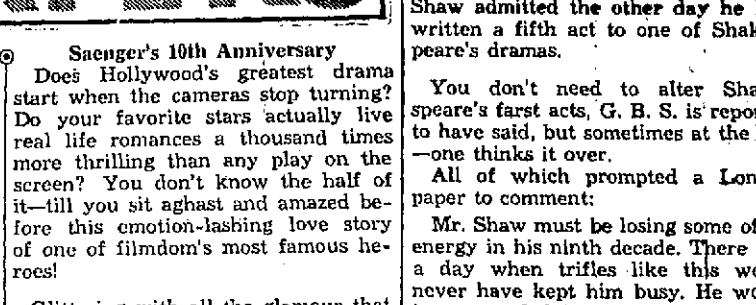 Saenger's 10th Anniversary
Does Hollywood's greatest drama
start when the cameras stop turning?
Do your favorite stars actually live
real life romances a thousand times
more thrilling than any play on the
screen? You don't know the half of
it—till you sit aghast and amazed be-
fore this emotion-lashing love story
of one of filmdom's most famous he-
roes!
Shaw admitted the other day he
written a fifth act to one of Shak
peare's dramas.
You don't need to alter Sha
speare's farst acts, G. B. S. is repor
to have said, but sometimes at the
—one thinks it over.
All of which prompted a Lon
paper to comment:
Mr. Shaw must be losing some of
energy in his ninth decade. There
a day when trifles like this wo
never have kept him busy. He wo